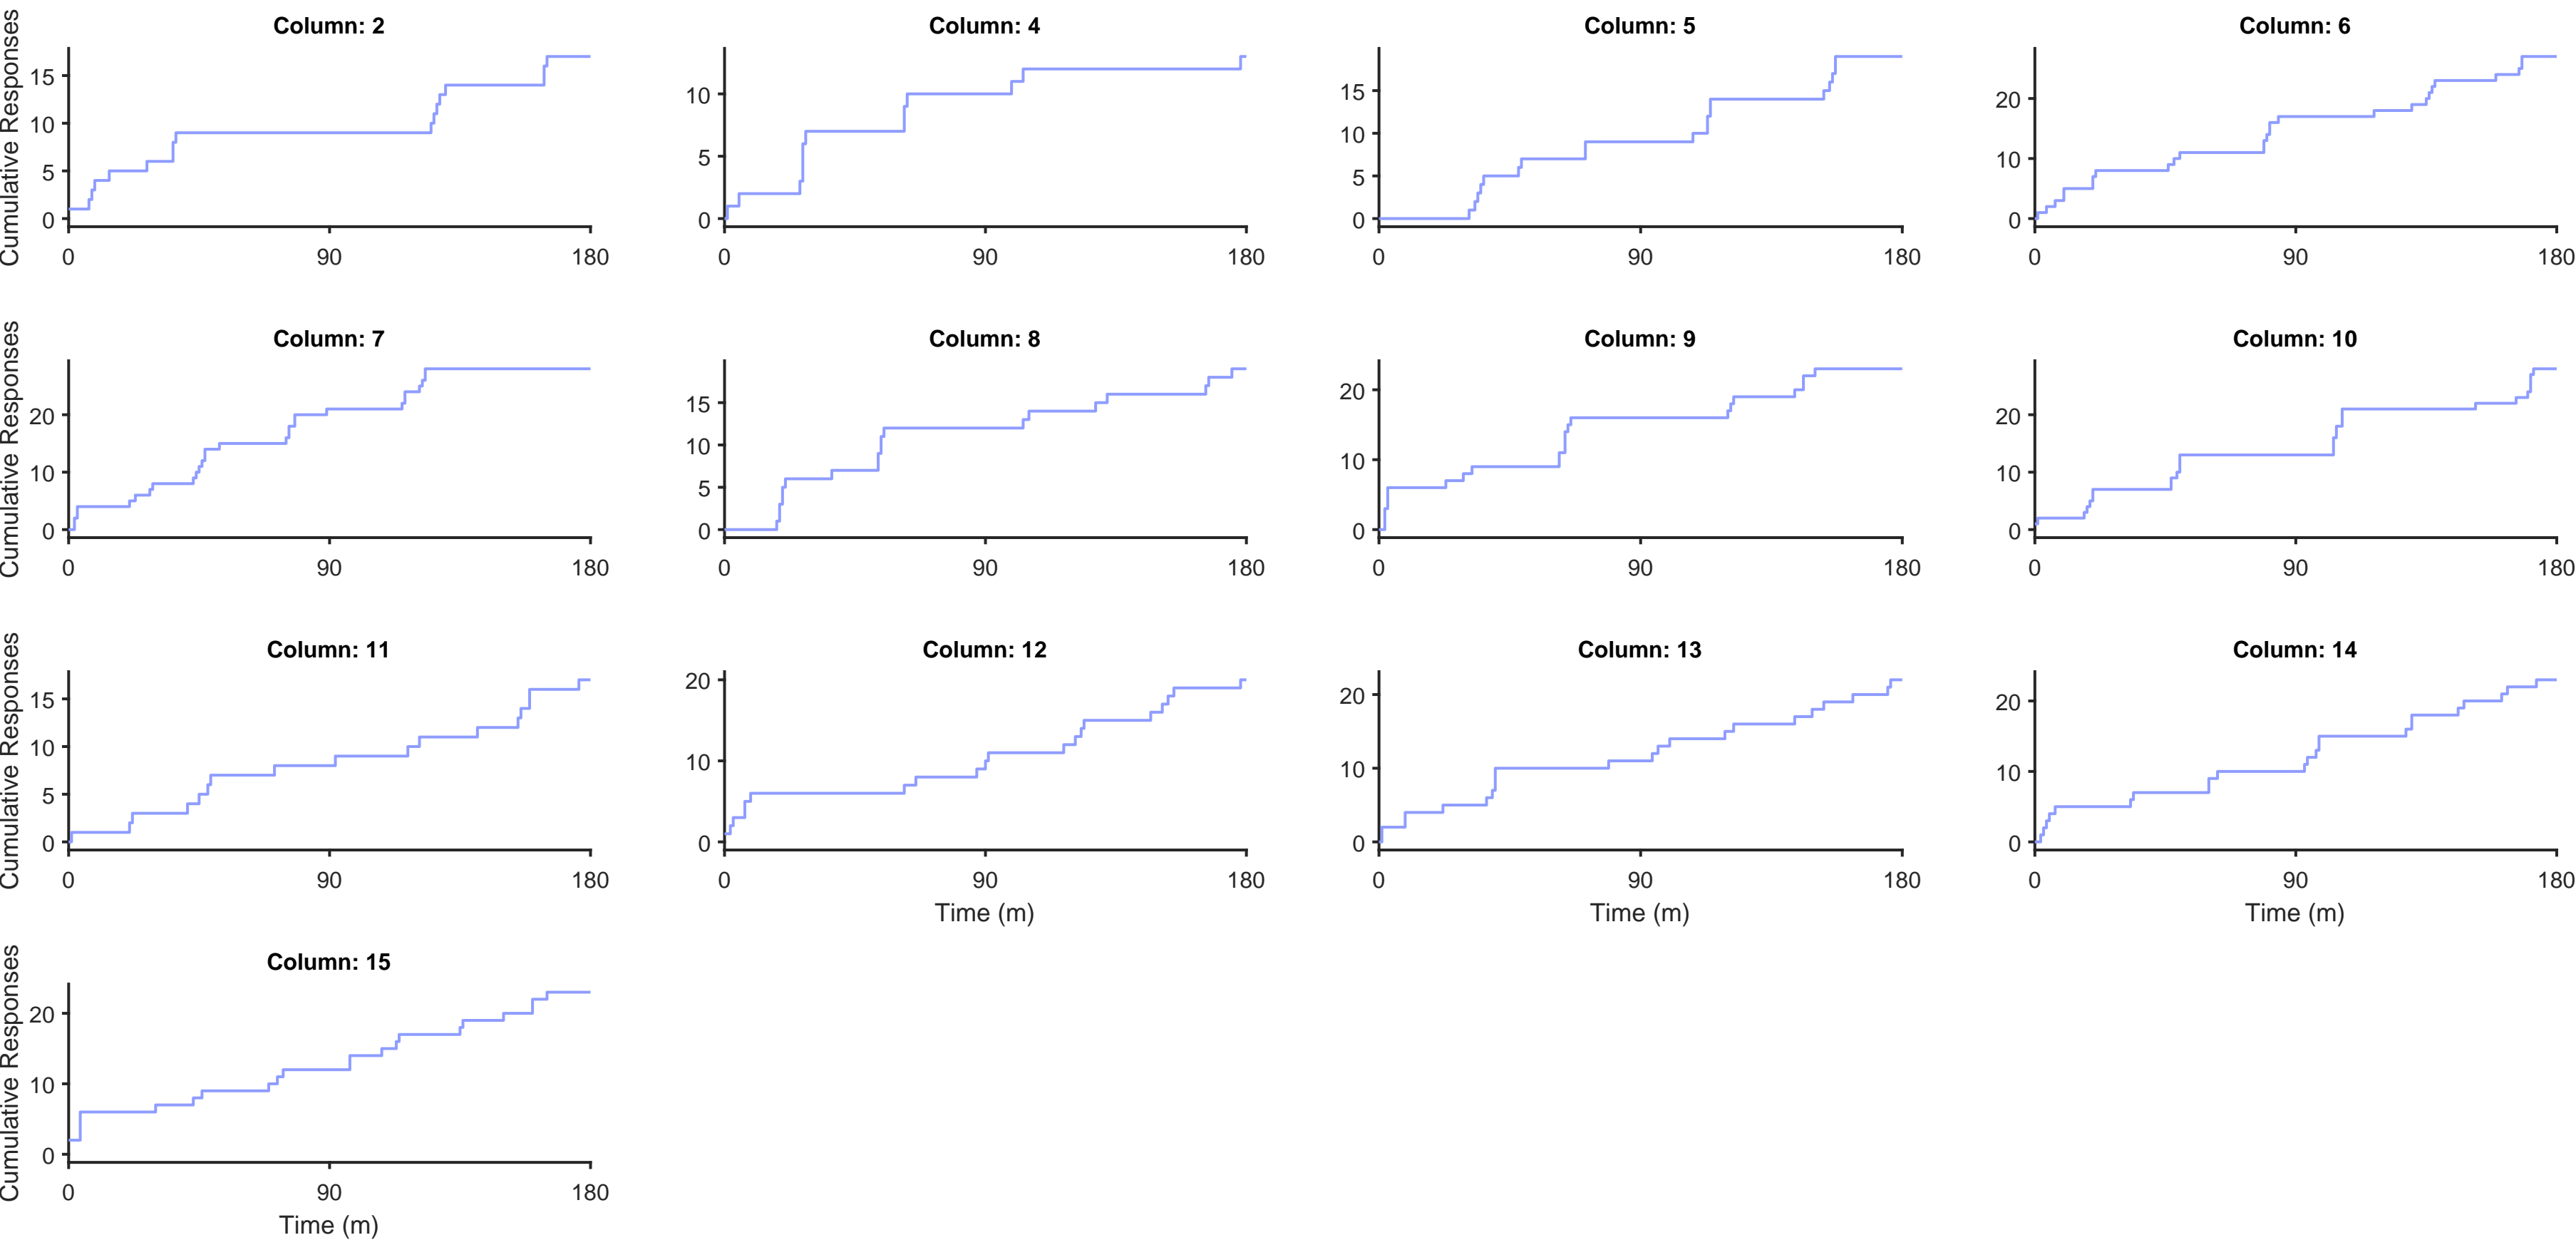 Column: 2
Column: 4
Column: 5
Column: 6
Cumulative Responses
15
10
5
0
10
5
0
15
10
5
0
20
10
0
0 90 180
0 90 180
0 90 180
0 90 180
Column: 7
Column: 8
Column: 9
Column: 10
Cumulative Responses
20
10
0
15
10
5
0
20
10
0
20
10
0
0 90 180
0 90 180
0 90 180
0 90 180
Column: 11
Column: 12
Column: 13
Column: 14
Cumulative Responses
15
10
5
0
20
10
0
20
10
0
20
10
0
0 90 180
0 90 180
0 90 180
0 90 180
Time (m)
Time (m)
Time (m)
Column: 15
Cumulative Responses
20
10
0
0 90 180
Time (m)